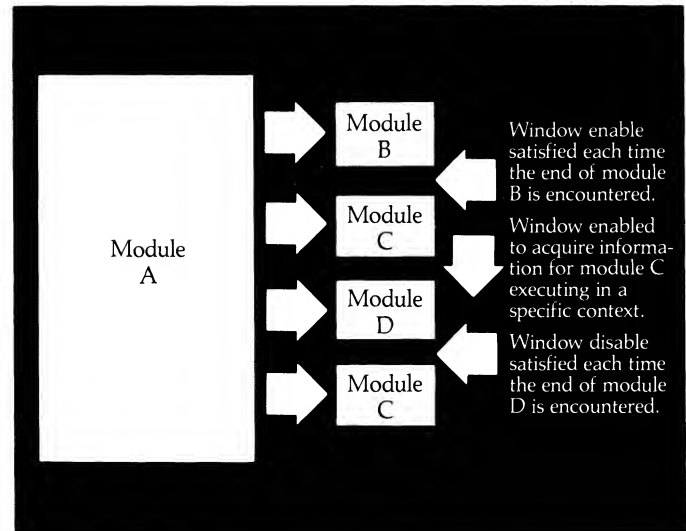 Module
A
Module
B
Module
C
Module
D
Module
C
Window enable
satisfied each time
the end of module
B is encountered.
Window enabled
to acquire informa-
tion for module C
executing in a
specific context.
Window disable
satisfied each time
the end of module
D is encountered.